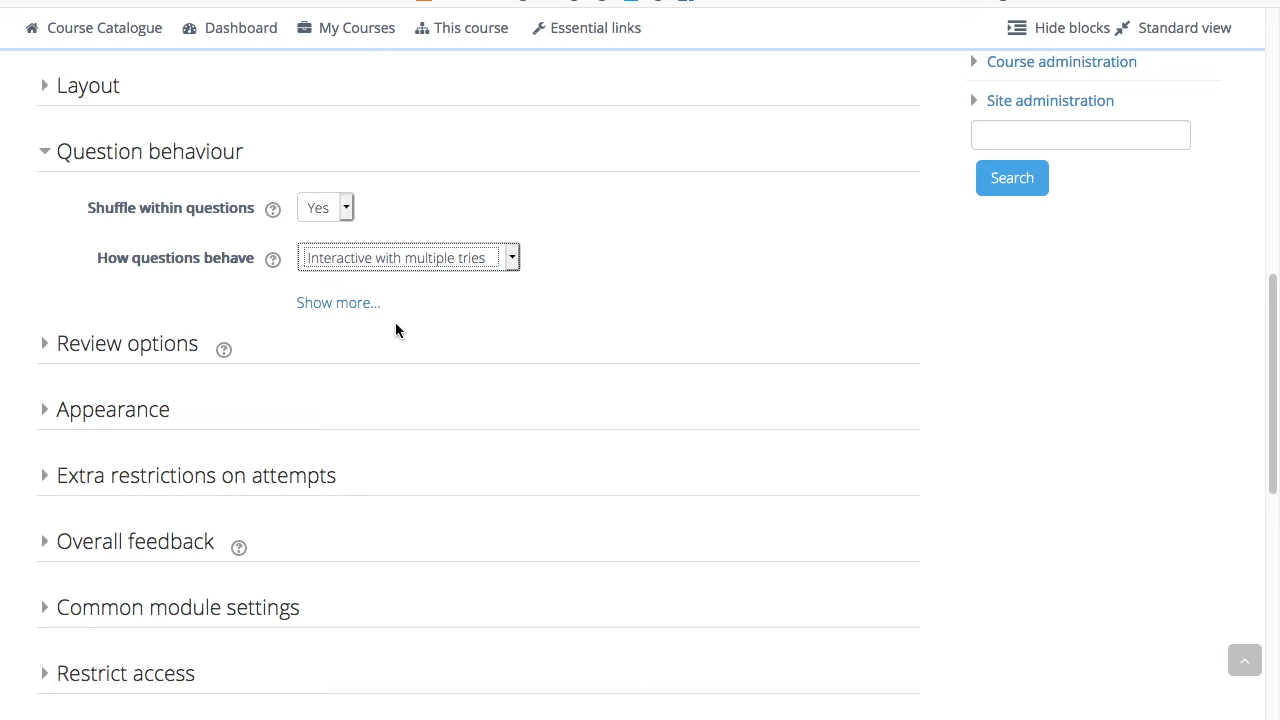 Course Catalogue Dashboard My Courses This course Essential links Hide blocks Standard view
Course administration
Layout
Site administration
Question behaviour
Search
Shuffle within questions ? Yes
How questions behave ? Interactive with multiple tries
Show more...
Review options ?
Appearance
Extra restrictions on attempts
Overall feedback ?
Common module settings
Restrict access